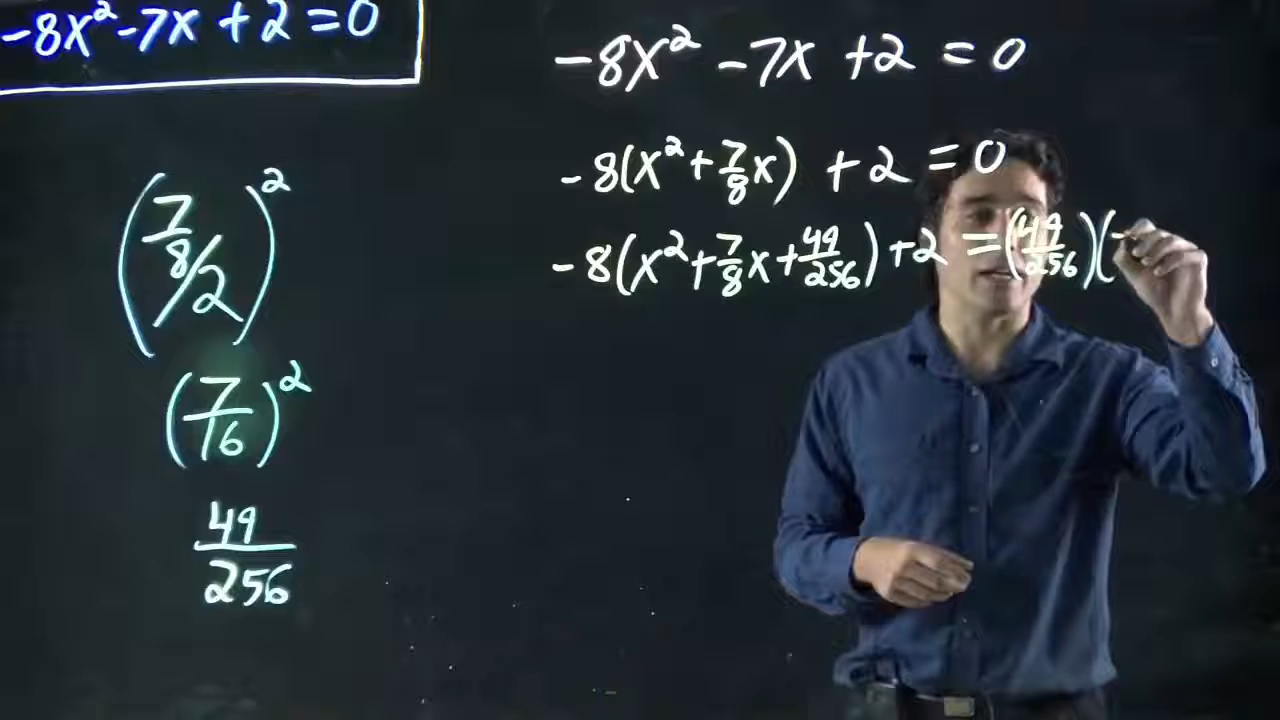 -8x² - 7x + 2 = 0
(7/8/2)²
(7/16)²
49/256
-8x² - 7x + 2 = 0
-8(x² + 7/8x) + 2 = 0
-8(x² + 7/8x + 49/256) + 2 = (49/256)(-